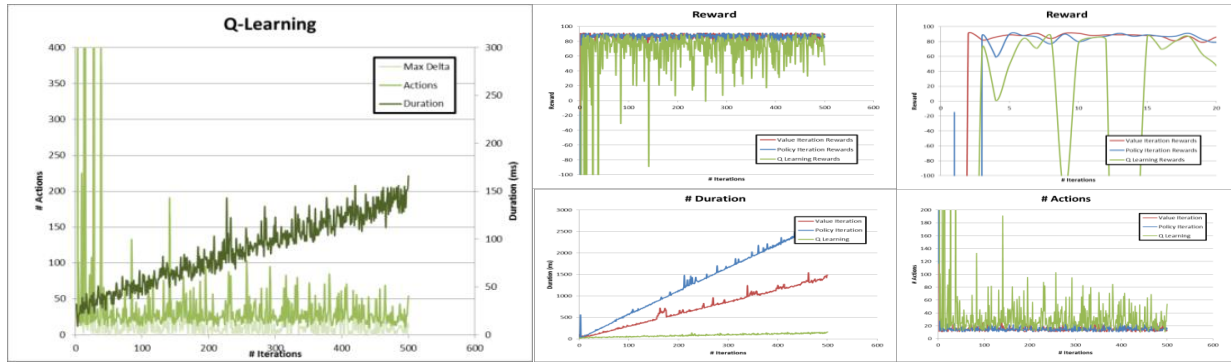 Q-Learning
400
350
300
250
200
150
100
50
0
300
250
200
150
100
50
0
Max Delta
Actions
Duration
# Actions
Duration (ms)
0
100
200
300
400
500
600
# Iterations
Reward
100
80
60
40
20
0
20
40
60
80
-100
Reward
0
100
200
300
400
500
600
Value Iteration Rewards
Policy Iteration Rewards
Q Learning Rewards
# Iterations
Reward
100
80
60
40
20
0
20
40
60
80
-100
Reward
5
10
15
20
Value Iteration Rewards
Policy Iteration Rewards
Q Learning Rewards
# Iterations
# Duration
3000
2500
2000
1500
1000
500
0
Duration (ms)
Value Iteration
Policy Iteration
Q Learning
0
100
200
300
400
500
600
# Iterations
# Actions
200
180
160
140
120
100
80
60
40
20
0
# Actions
Value Iteration
Policy Iteration
Q Learning
0
100
200
300
400
500
600
# Iterations